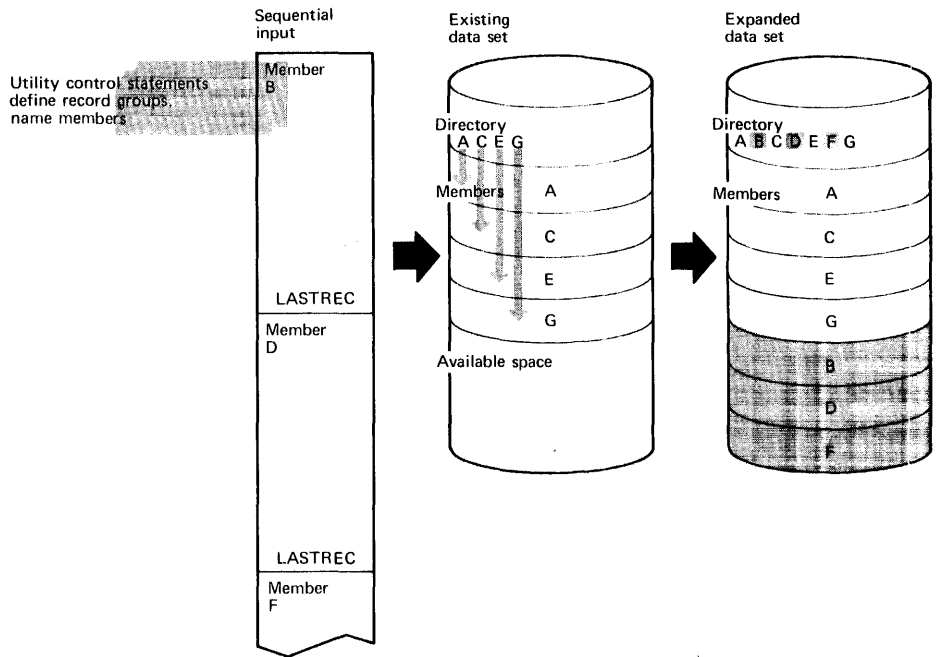 Sequential
input
Utility control statements
define record groups,
name members
Member
B
LASTREC
Member
D
LASTREC
Member
F
Existing
data set
Directory
A C E G
Members
A
C
E
G
Available space
Expanded
data set
Directory
A B C D E F G
Members
A
C
E
G
B
D
F